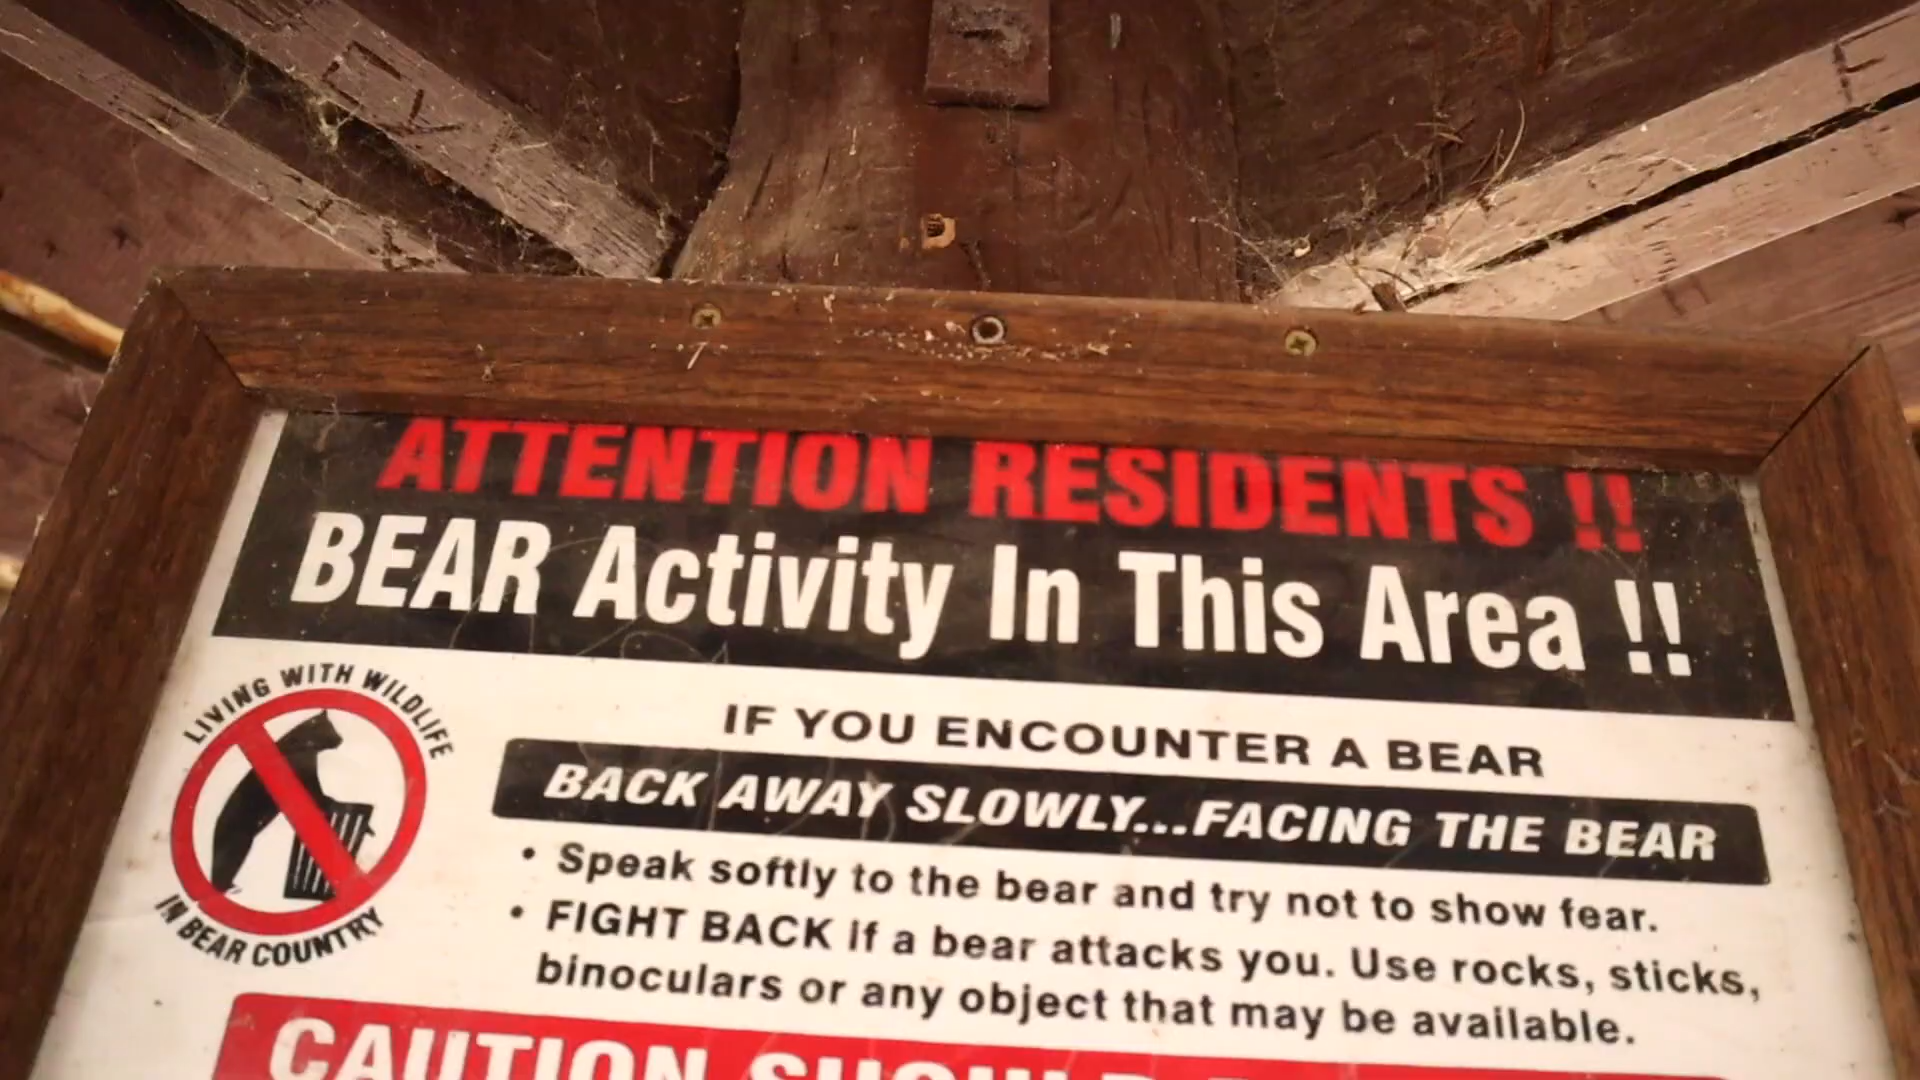 ATTENTION RESIDENTS !!
BEAR Activity In This Area !!
LIVING WITH WILDLIFE
IN BEAR COUNTRY
IF YOU ENCOUNTER A BEAR
BACK AWAY SLOWLY...FACING THE BEAR
• Speak softly to the bear and try not to show fear.
• FIGHT BACK if a bear attacks you. Use rocks, sticks,
binoculars or any object that may be available.
CAUTION SHOULD